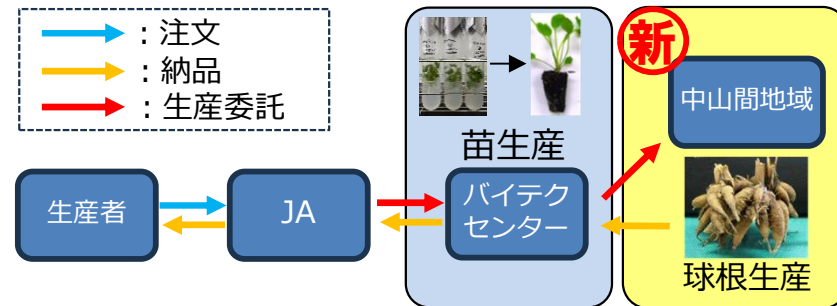 ：注文
：納品
：生産委託
新
中山間地域
苗生産
生産者
JA
バイテク
センター
球根生産